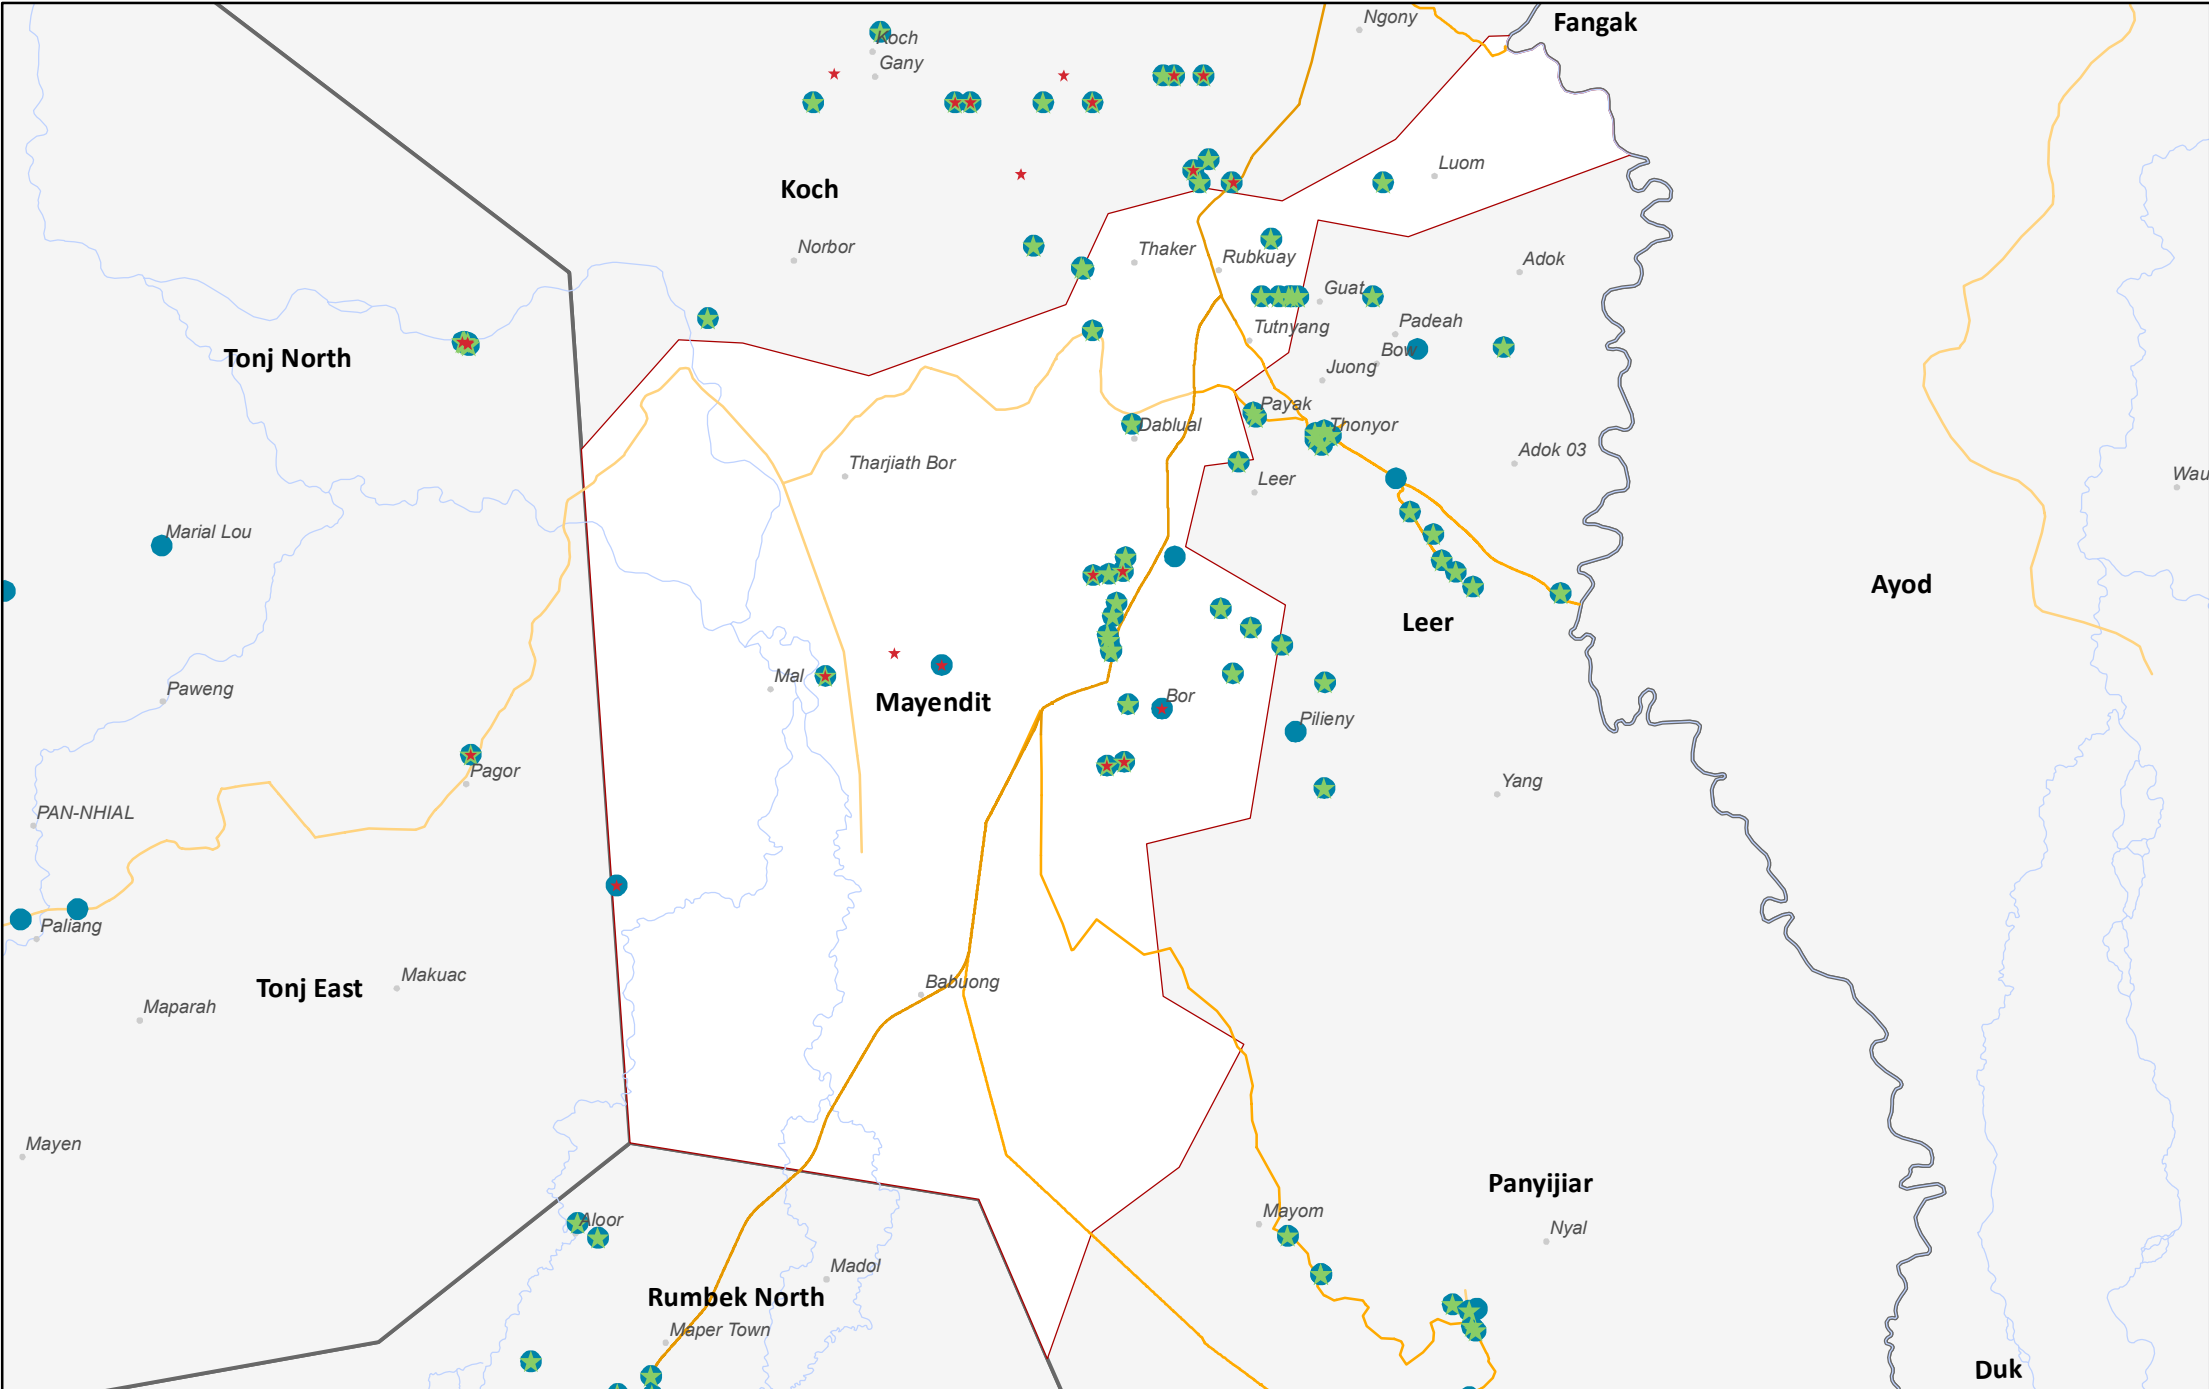 Ngony
Fangak
Koch
Gany
Luom
Koch
Norbor
Thaker
Rubkuay
Adok
Guat
Padeah
Tutnyang
Bow
Juong
Tonj North
Payak
Dablual
Thonyor
Tharjiath Bor
Leer
Adok 03
Wau
Marial Lou
Ayod
Leer
Mal
Paweng
Mayendit
Bor
Pilieny
Pagor
Yang
PAN-NHIAL
Paliang
Makuac
Babuong
Tonj East
Maparah
Mayen
Panyijiar
Mayom
Aloor
Nyal
Madol
Rumbek North
Maper Town
Duk